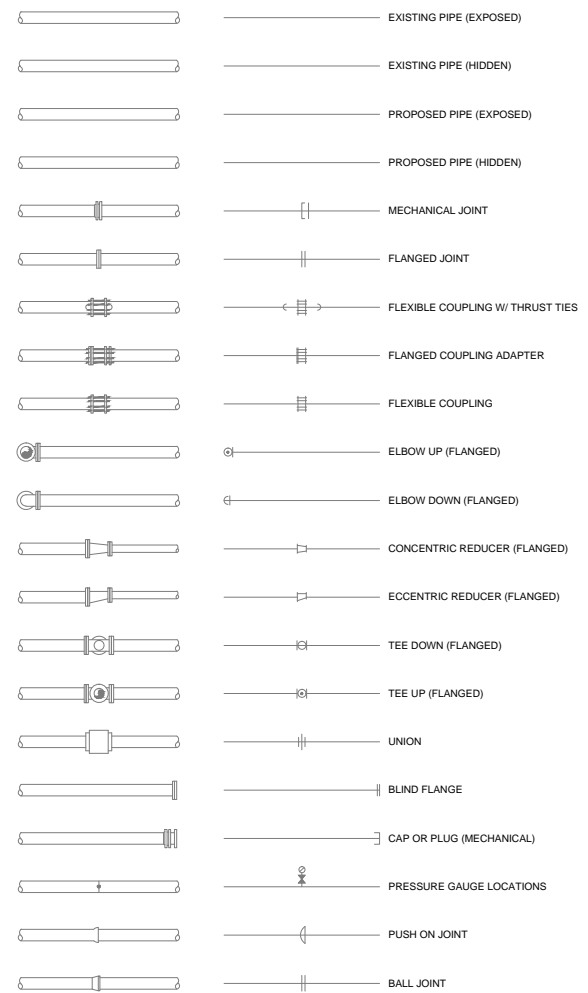 EXISTING PIPE (EXPOSED)
EXISTING PIPE (HIDDEN)
PROPOSED PIPE (EXPOSED)
PROPOSED PIPE (HIDDEN)
MECHANICAL JOINT
FLANGED JOINT
FLEXIBLE COUPLING W/ THRUST TIES
FLANGED COUPLING ADAPTER
FLEXIBLE COUPLING
ELBOW UP (FLANGED)
ELBOW DOWN (FLANGED)
CONCENTRIC REDUCER (FLANGED)
ECCENTRIC REDUCER (FLANGED)
TEE DOWN (FLANGED)
TEE UP (FLANGED)
UNION
BLIND FLANGE
CAP OR PLUG (MECHANICAL)
PRESSURE GAUGE LOCATIONS
PUSH ON JOINT
BALL JOINT